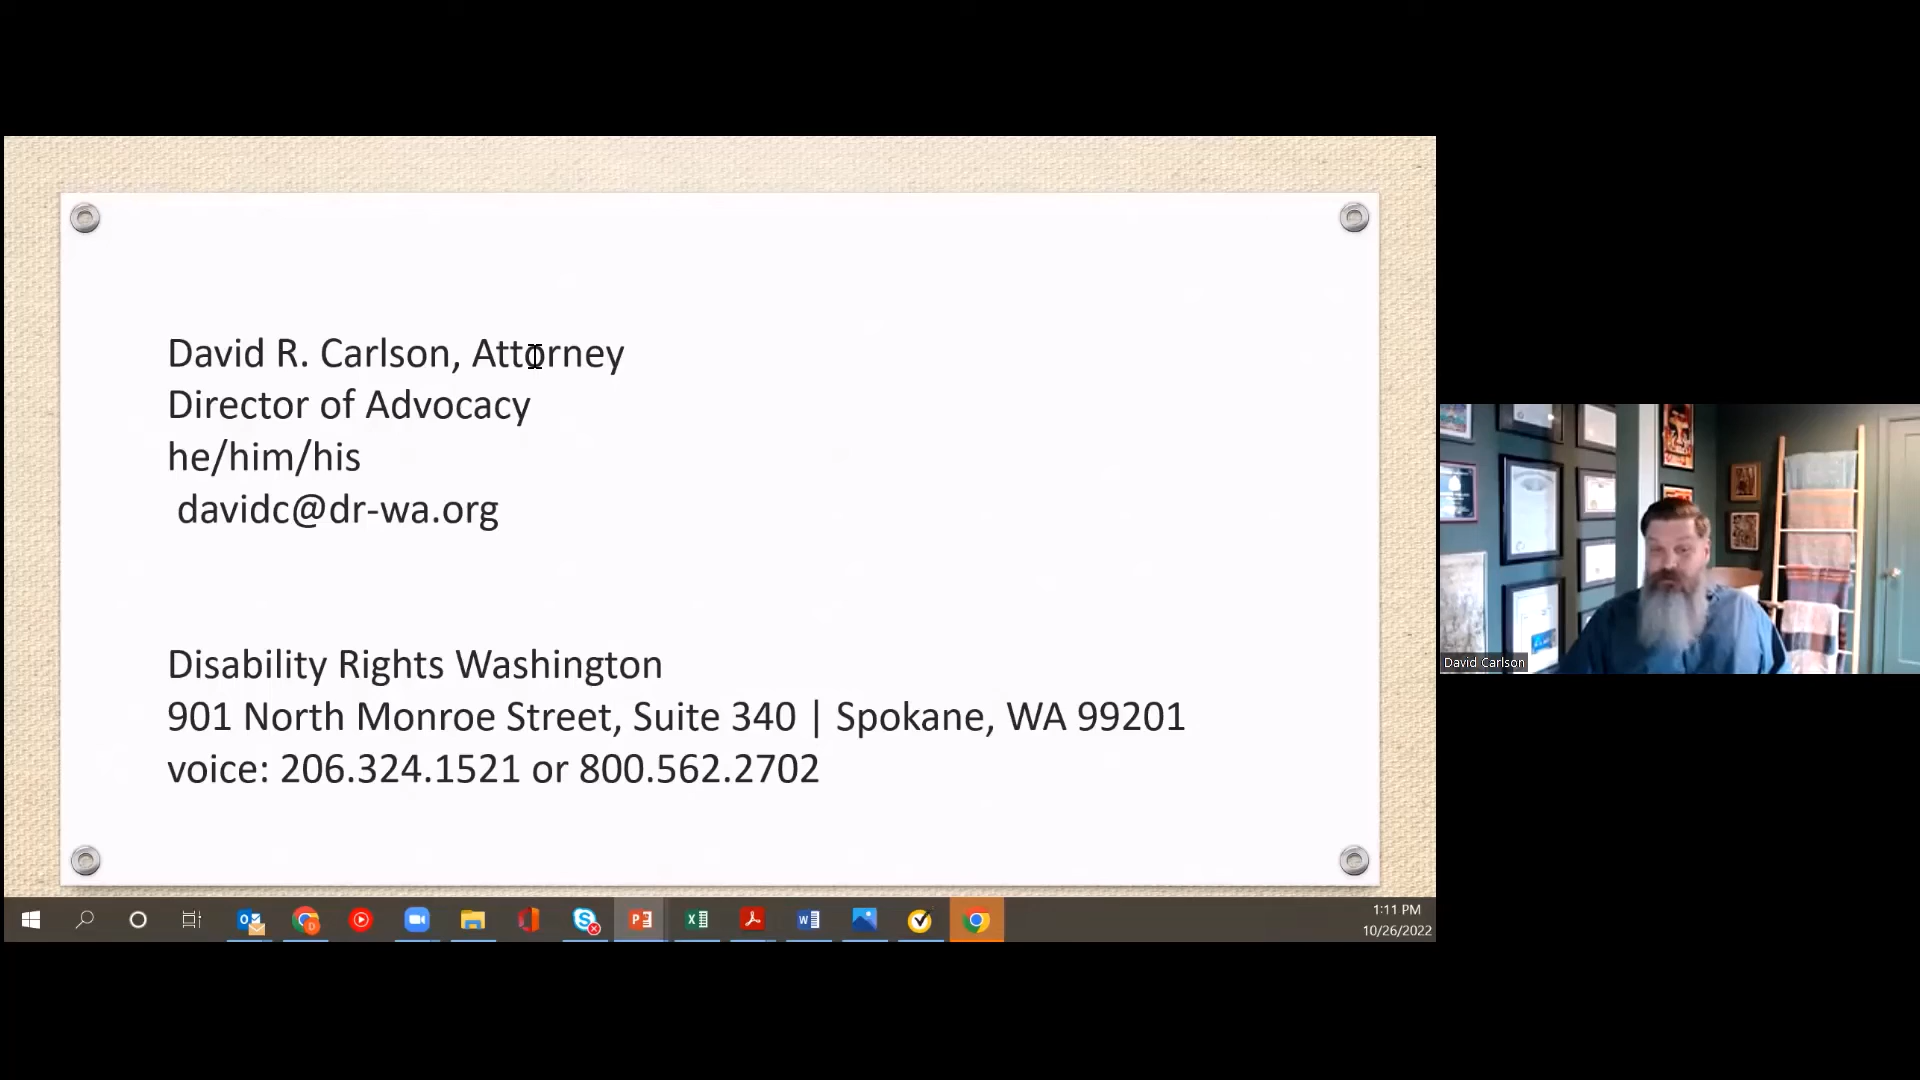 David R. Carlson, Attorney
Director of Advocacy
he/him/his
davidc@dr-wa.org
Disability Rights Washington
901 North Monroe Street, Suite 340 | Spokane, WA 99201
voice: 206.324.1521 or 800.562.2702
David Carlson
1:11 PM
10/26/2022